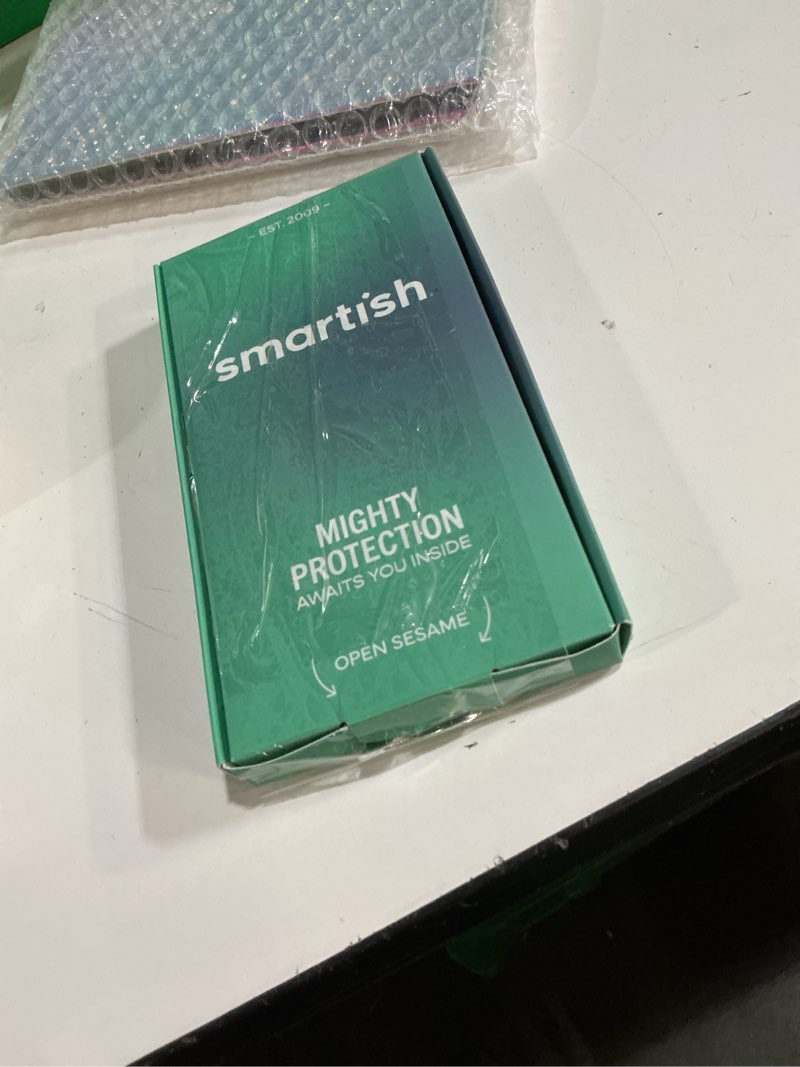 - EST. 2009 -
smartish
MIGHTY
PROTECTION
AWAITS YOU INSIDE
OPEN SESAME